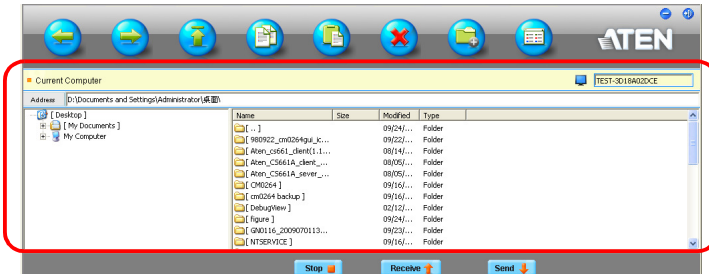 ATEN
Current Computer TEST-3D18A02DCE
Address D:\Documents and Settings\Administrator\桌面\
[ Desktop ]
[ My Documents ]
My Computer
Name Size Modified Type
[ .. ] 09/24/... Folder
[ 980922_cm0264gui_ic... 09/22/... Folder
[ Aten_cs661_client(1.1... 08/14/... Folder
[ Aten_CS661A_client_... 08/05/... Folder
[ Aten_CS661A_sever_... 08/05/... Folder
[ CM0264 ] 09/16/... Folder
[ cm0264 backup ] 09/16/... Folder
[ DebugView ] 02/12/... Folder
[ figure ] 09/24/... Folder
[ GN0116_2009070113... 09/23/... Folder
[ NTSERVICE ] 09/16/... Folder
Stop Receive Send